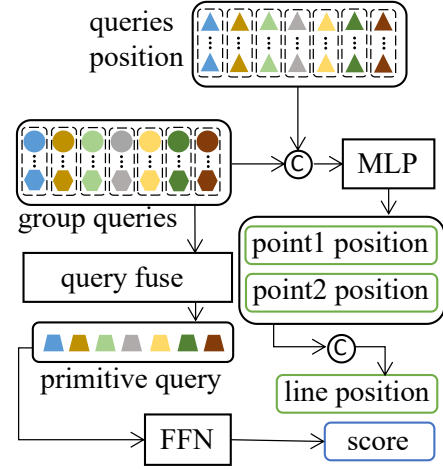 queries
position
C
MLP
group queries
point1 position
query fuse
point2 position
C
primitive query
line position
FFN
score